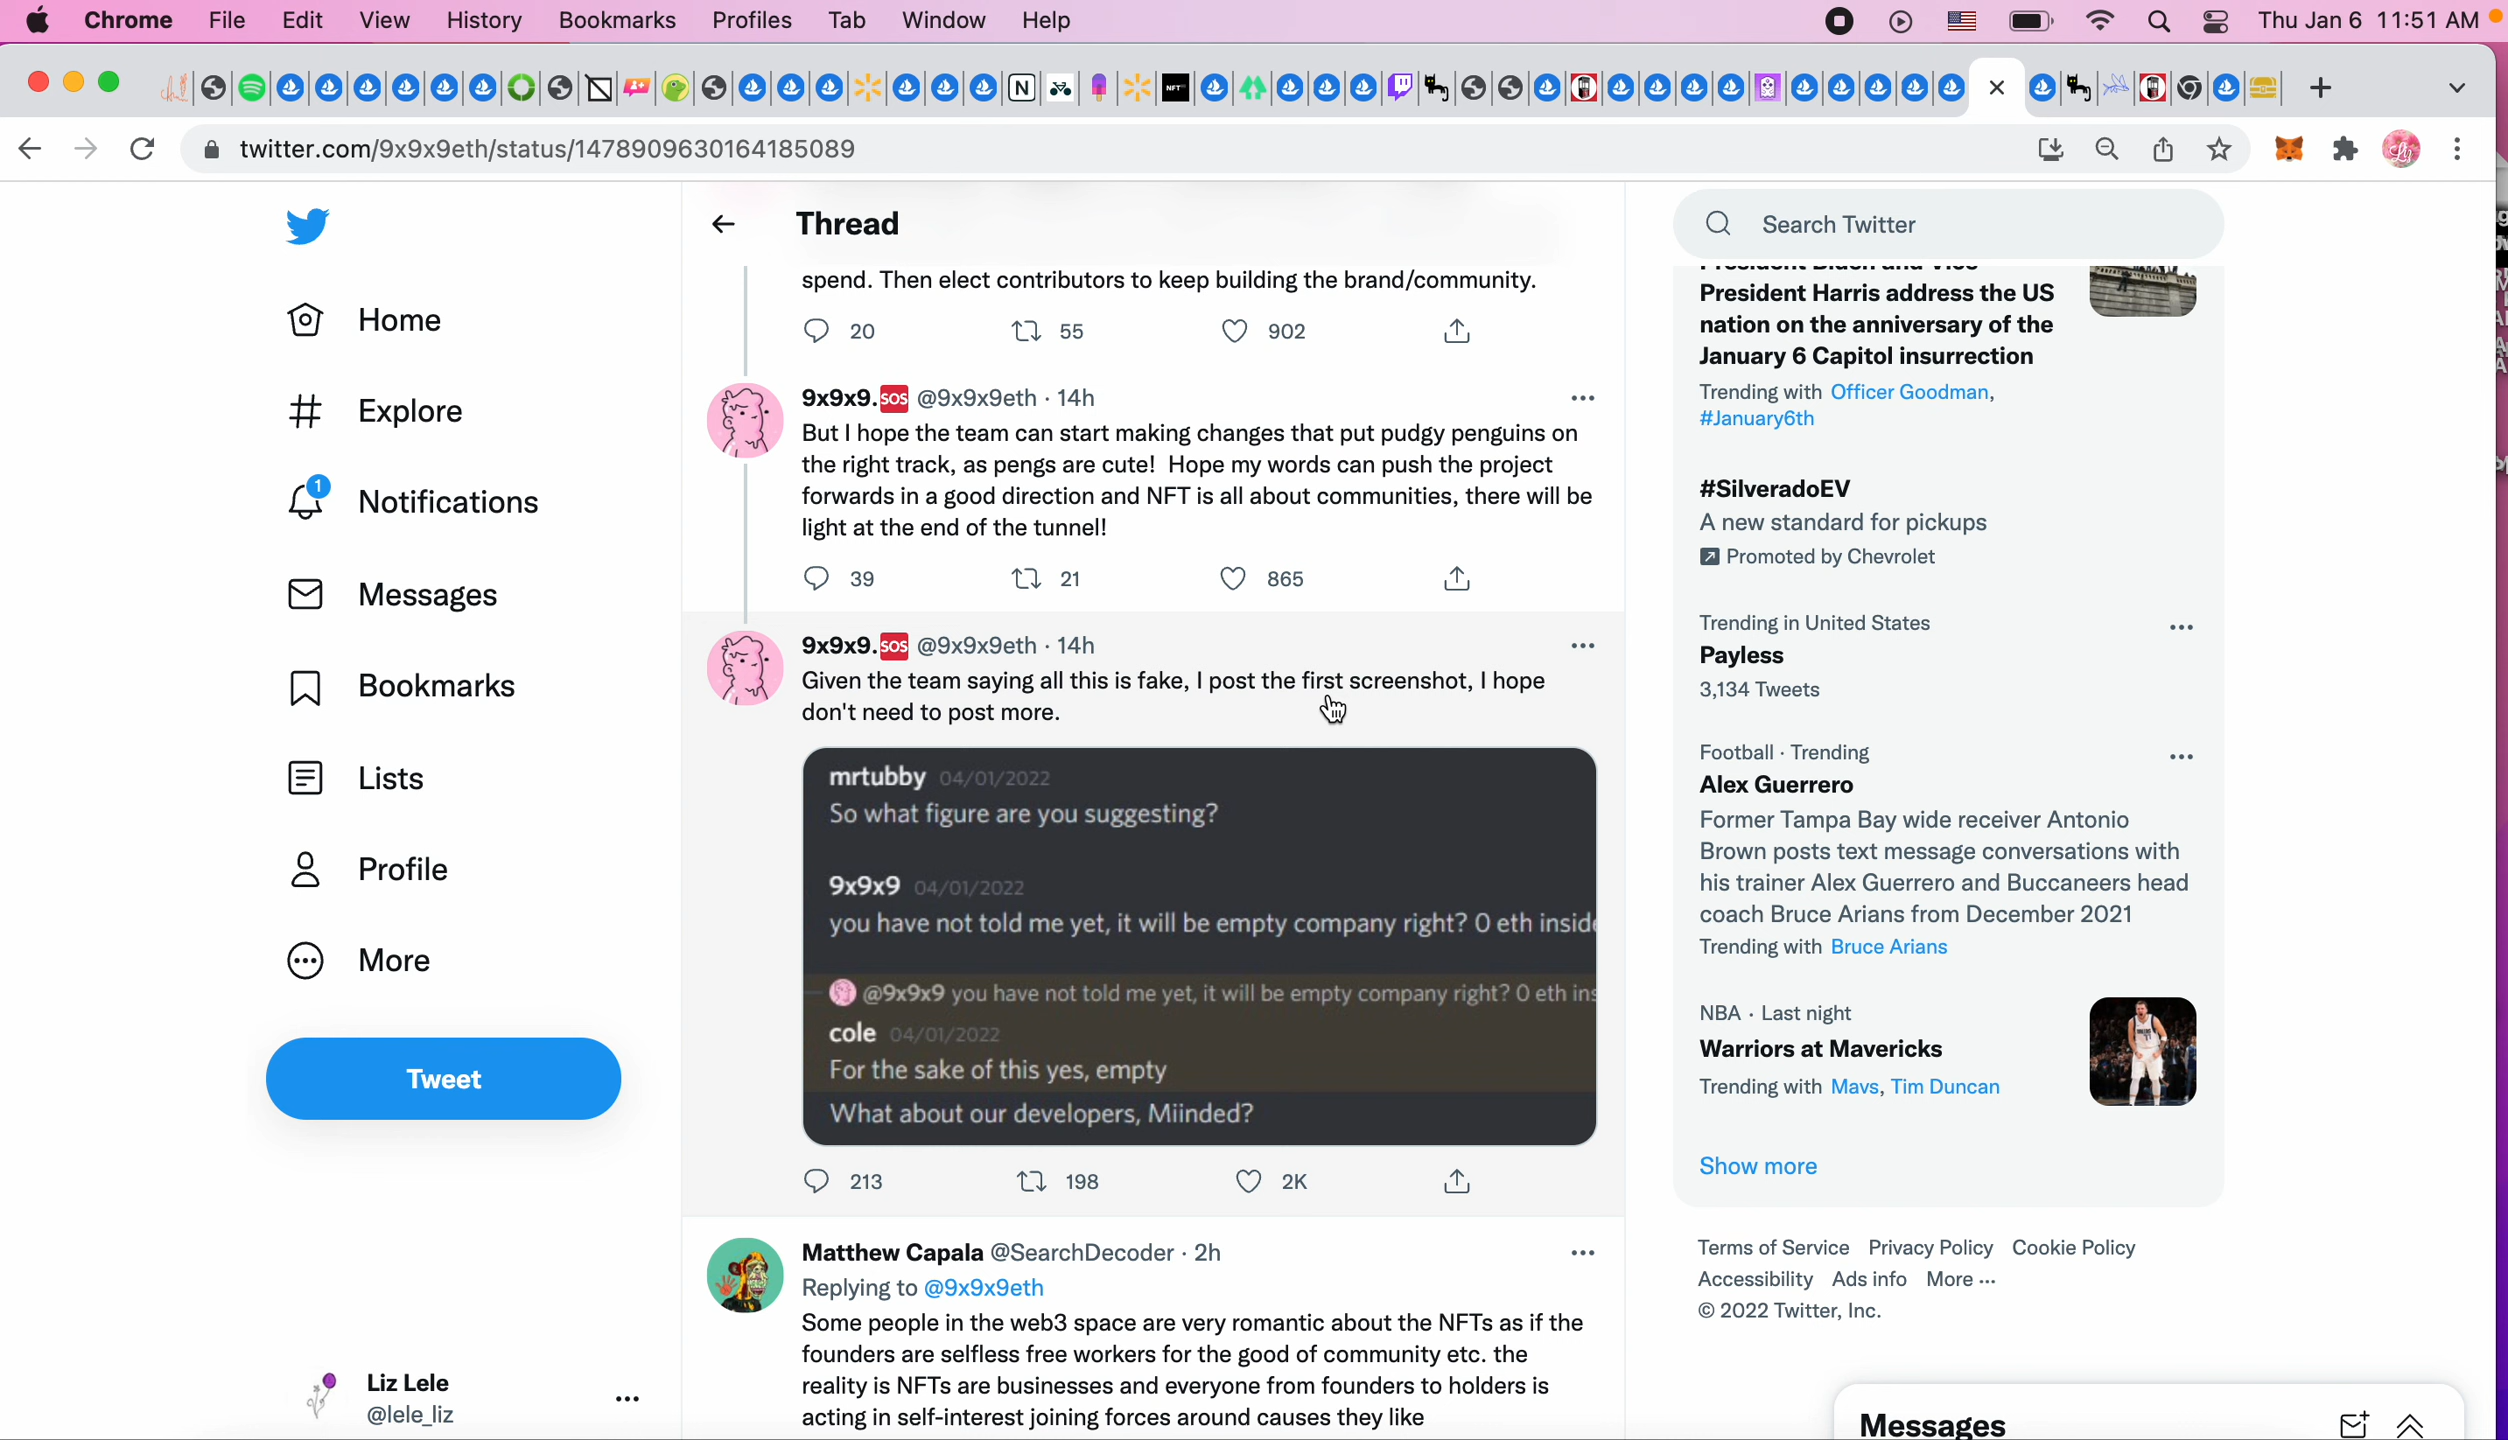 Chrome File Edit View History Bookmarks Profiles Tab Window Help Thu Jan 6 11:51 AM
twitter.com/9x9x9eth/status/1478909630164185089
Thread
Search Twitter
Home
Explore
1
Notifications
Messages
Bookmarks
Lists
Profile
More
Tweet
Liz Lele
@lele_liz
spend. Then elect contributors to keep building the brand/community.
20 55 902
9x9x9.SOS @9x9x9eth · 14h
But I hope the team can start making changes that put pudgy penguins on
the right track, as pengs are cute! Hope my words can push the project
forwards in a good direction and NFT is all about communities, there will be
light at the end of the tunnel!
39 21 865
9x9x9.SOS @9x9x9eth · 14h
Given the team saying all this is fake, I post the first screenshot, I hope
don't need to post more.
mrtubby 04/01/2022
So what figure are you suggesting?
9x9x9 04/01/2022
you have not told me yet, it will be empty company right? 0 eth inside
@9x9x9 you have not told me yet, it will be empty company right? 0 eth ins
cole 04/01/2022
For the sake of this yes, empty
What about our developers, Miinded?
213 198 2K
Matthew Capala @SearchDecoder · 2h
Replying to @9x9x9eth
Some people in the web3 space are very romantic about the NFTs as if the
founders are selfless free workers for the good of community etc. the
reality is NFTs are businesses and everyone from founders to holders is
acting in self-interest joining forces around causes they like
President Biden and Vice
President Harris address the US
nation on the anniversary of the
January 6 Capitol insurrection
Trending with Officer Goodman,
#January6th
#SilveradoEV
A new standard for pickups
Promoted by Chevrolet
Trending in United States
Payless
3,134 Tweets
Football · Trending
Alex Guerrero
Former Tampa Bay wide receiver Antonio
Brown posts text message conversations with
his trainer Alex Guerrero and Buccaneers head
coach Bruce Arians from December 2021
Trending with Bruce Arians
NBA · Last night
Warriors at Mavericks
Trending with Mavs, Tim Duncan
Show more
Terms of Service Privacy Policy Cookie Policy
Accessibility Ads info More ···
© 2022 Twitter, Inc.
Messages